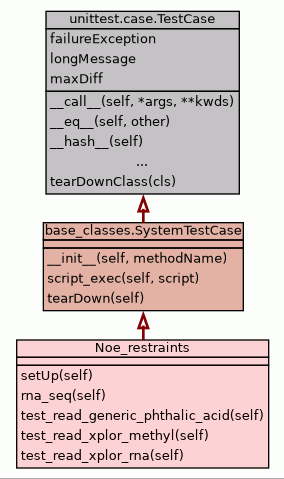 unittest.case.TestCase
failureException
longMessage
maxDiff
__call__(self, *args, **kwds)
__eq__(self, other)
__hash__(self)
...
tearDownClass(cls)
base_classes.SystemTestCase
__init__(self, methodName)
script_exec(self, script)
tearDown(self)
Noe_restraints
setUp(self)
rna_seq(self)
test_read_generic_phthalic_acid(self)
test_read_xplor_methyl(self)
test_read_xplor_rna(self)